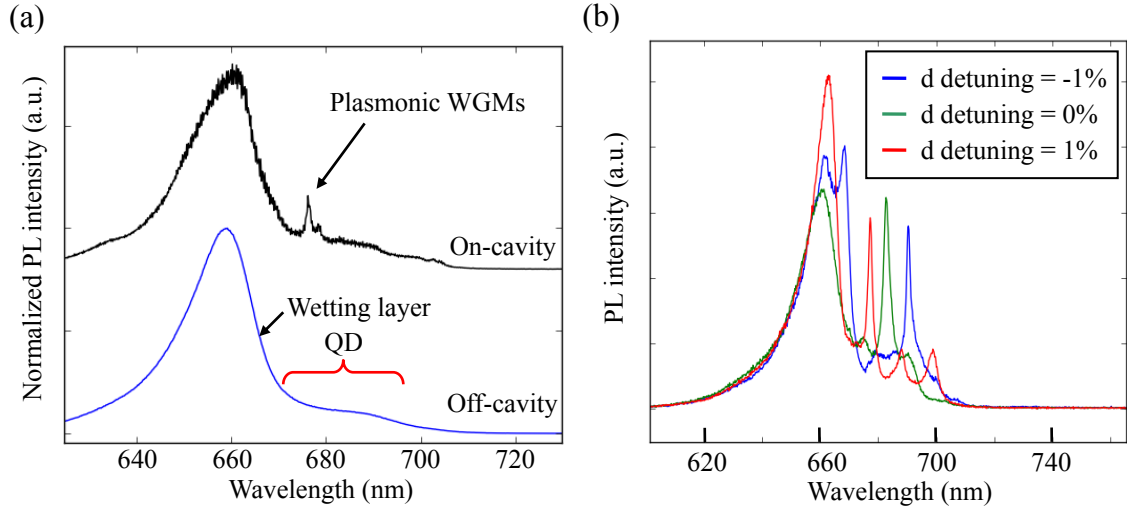 (a)
Normalized PL intensity (a.u.)
Plasmonic WGMs
On-cavity
Wetting layer
QD
Off-cavity
640 660 680 700 720
Wavelength (nm)
(b)
PL intensity (a.u.)
d detuning = -1%
d detuning = 0%
d detuning = 1%
620 660 700 740
Wavelength (nm)